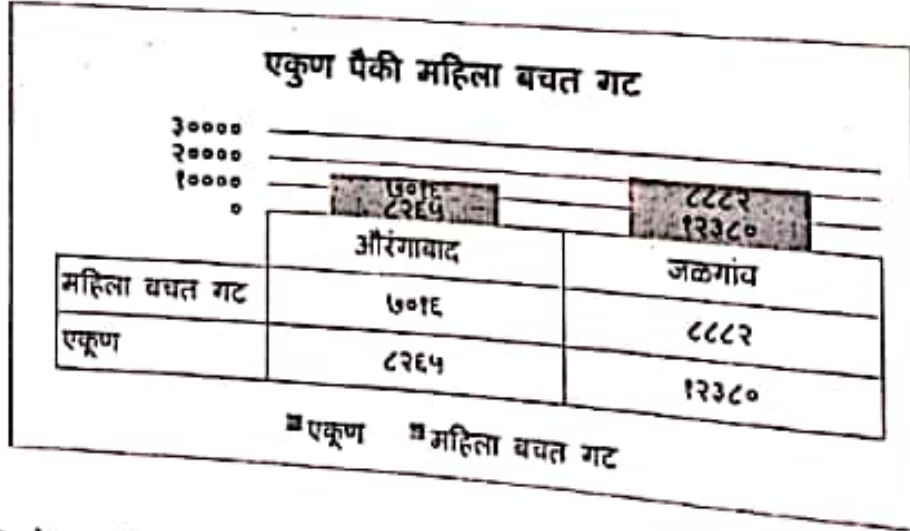 एकुण पैकी महिला बचत गट
३००००
२००००
१००००
०
७०१६
८२६५
८८८२
१२३८०
औरंगाबाद जळगांव
महिला बचत गट ७०१६ ८८८२
एकूण ८२६५ १२३८०
एकूण महिला बचत गट